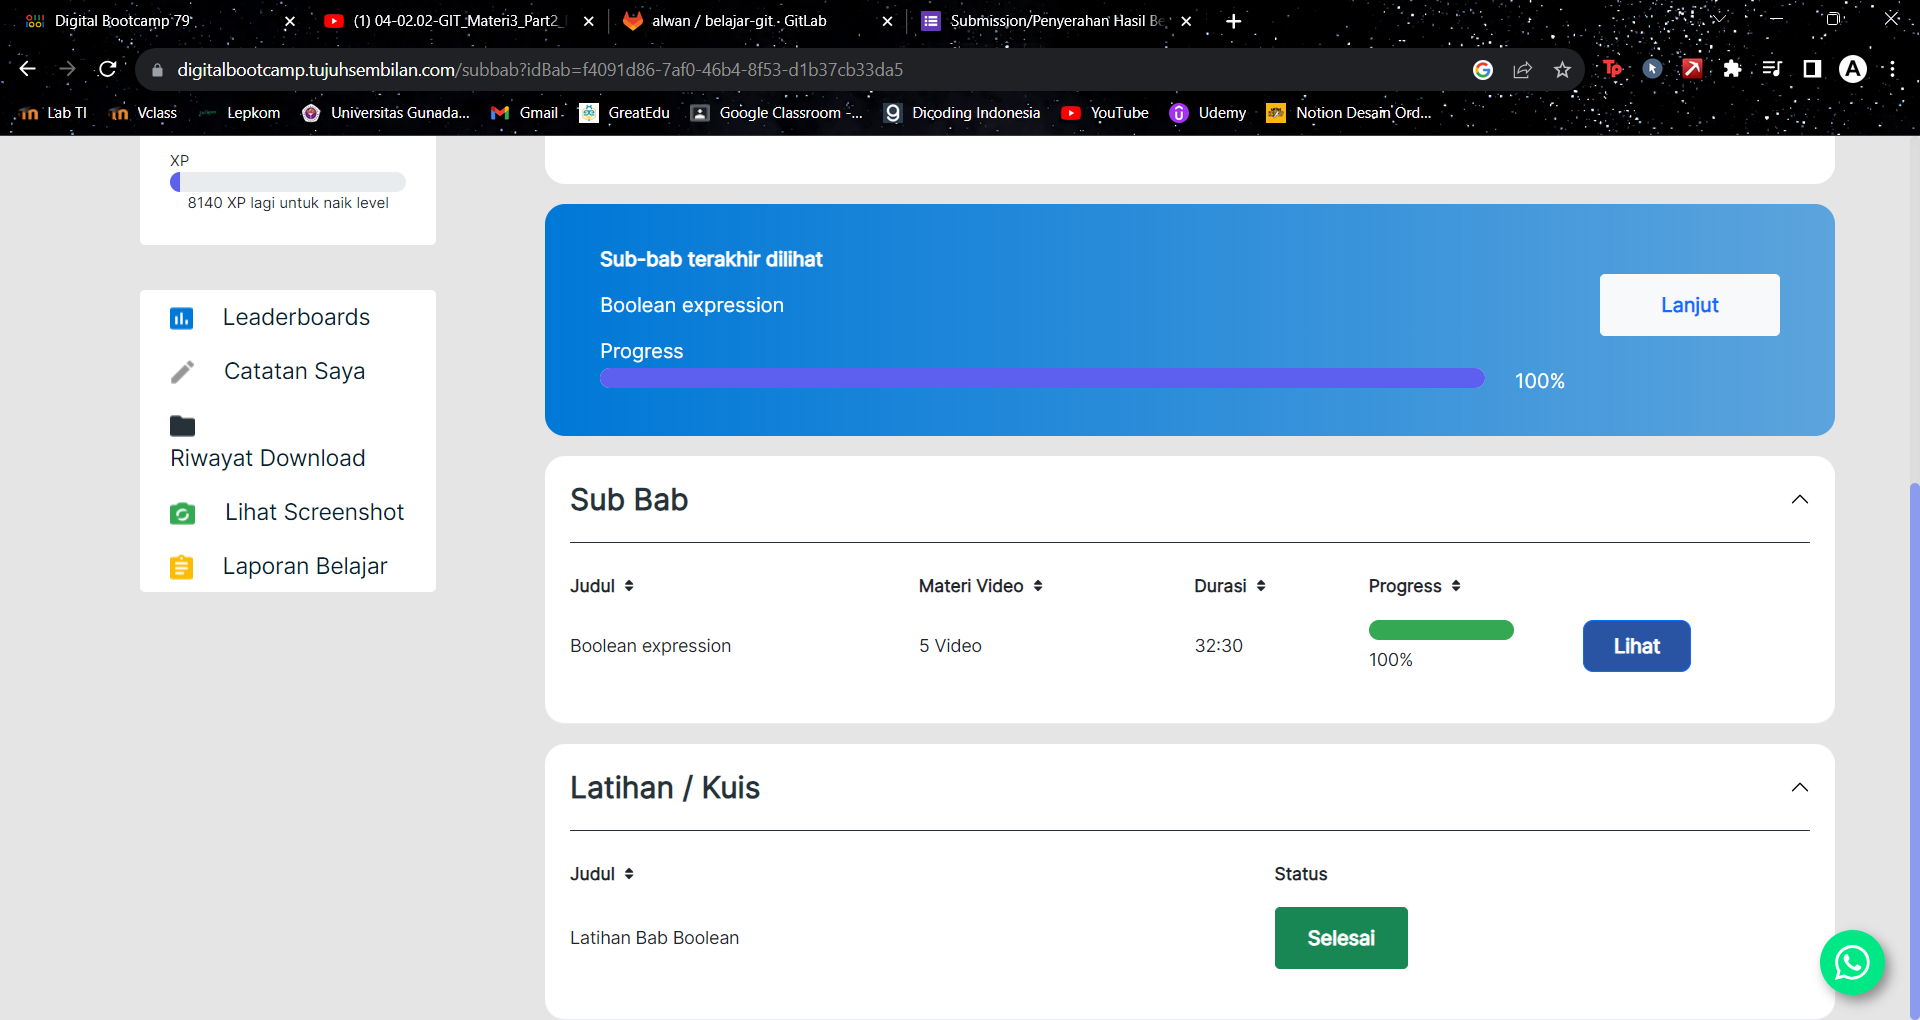 Digital Bootcamp 79
(1) 04-02.02-GIT_Materi3_Part2_
alwan / belajar-git · GitLab
Submission/Penyerahan Hasil Be
digitalbootcamp.tujuhsembilan.com/subbab?idBab=f4091d86-7af0-46b4-8f53-d1b37cb33da5
Lab TI
Vclass
Lepkom
Universitas Gunada...
Gmail
GreatEdu
Google Classroom -...
Dicoding Indonesia
YouTube
Udemy
Notion Desain Ord...
XP
8140 XP lagi untuk naik level
Leaderboards
Catatan Saya
Riwayat Download
Lihat Screenshot
Laporan Belajar
Sub-bab terakhir dilihat
Boolean expression
Lanjut
Progress
100%
Sub Bab
Judul Materi Video Durasi Progress
Boolean expression 5 Video 32:30 100% Lihat
Latihan / Kuis
Judul Status
Latihan Bab Boolean Selesai